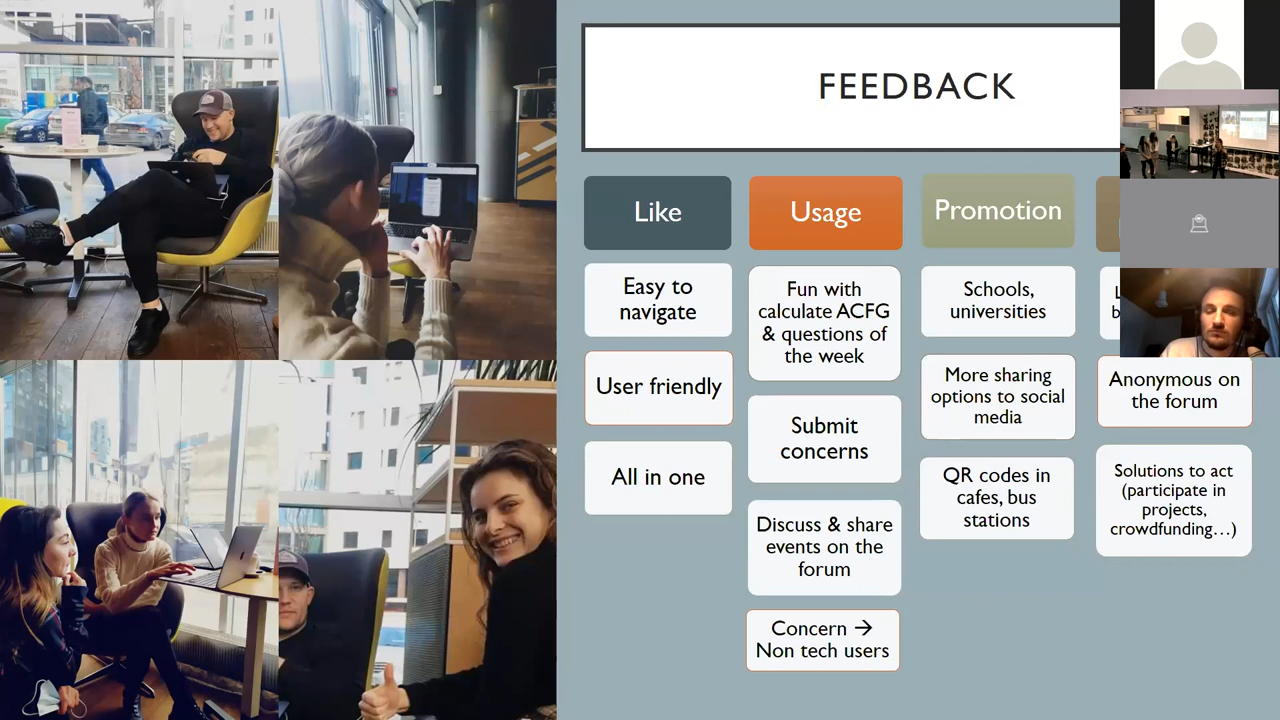 FEEDBACK
Like
Easy to
navigate
User friendly
All in one
Usage
Fun with
calculate ACFG
& questions of
the week
Submit
concerns
Discuss & share
events on the
forum
Concern →
Non tech users
Promotion
Schools,
universities
More sharing
options to social
media
QR codes in
cafes, bus
stations
Anonymous on
the forum
Solutions to act
(participate in
projects,
crowdfunding…)